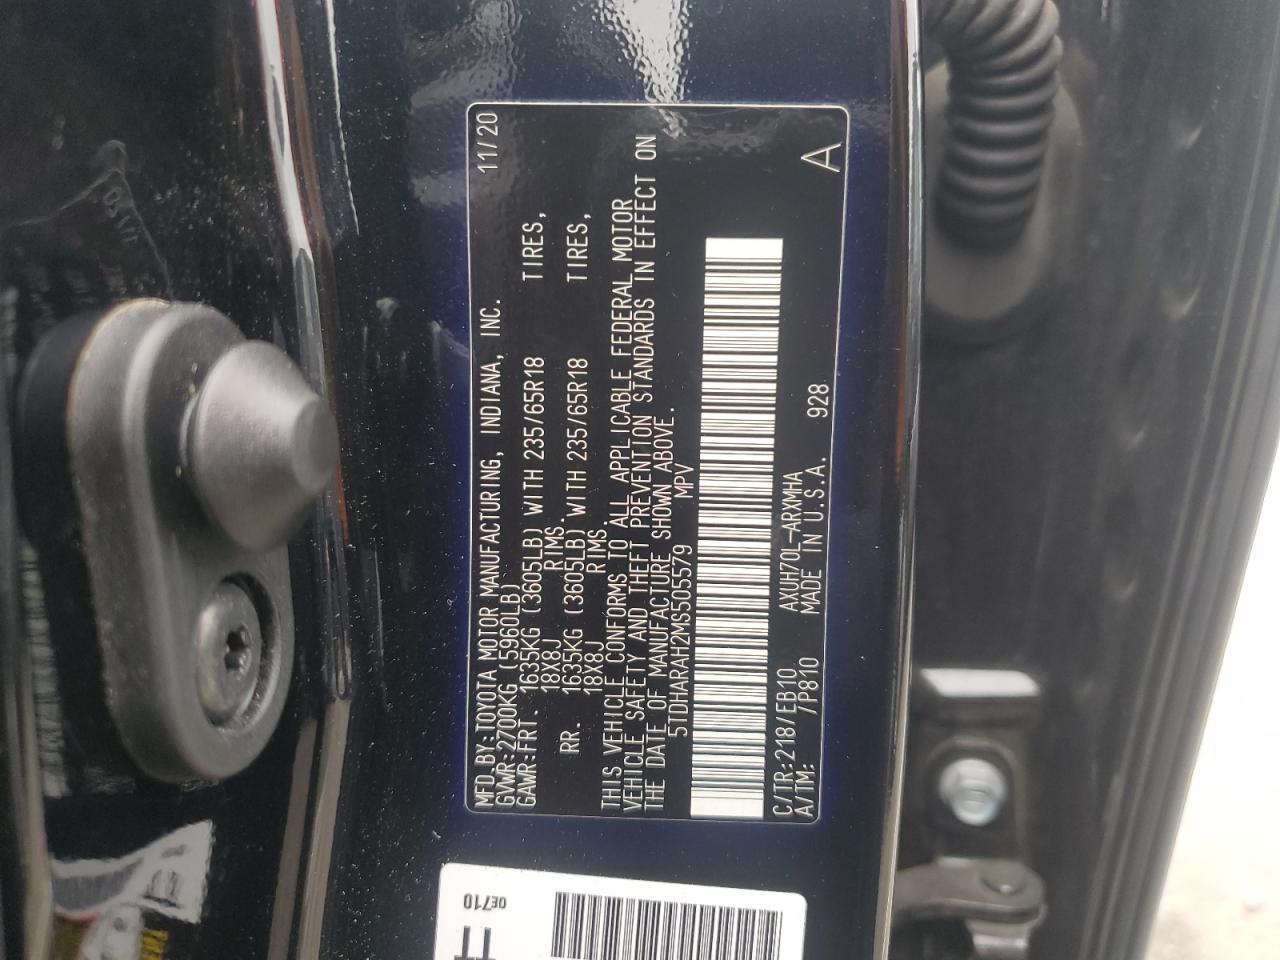 MFD.BY:TOYOTA MOTOR MANUFACTURING, INDIANA, INC. 11/20
GVWR:2700KG (5960LB)
GAWR:FRT. 1635KG (3605LB) WITH 235/65R18 TIRES,
18X8J RIMS.
RR. 1635KG (3605LB) WITH 235/65R18 TIRES,
18X8J RIMS.
THIS VEHICLE CONFORMS TO ALL APPLICABLE FEDERAL MOTOR
VEHICLE SAFETY AND THEFT PREVENTION STANDARDS IN EFFECT ON
THE DATE OF MANUFACTURE SHOWN ABOVE.
5TDHARAH2MS505579 MPV
C/TR:218/EB10 AXUH70L-ARXMHA
A/TM: /P810 MADE IN U.S.A. 928. A
0E710